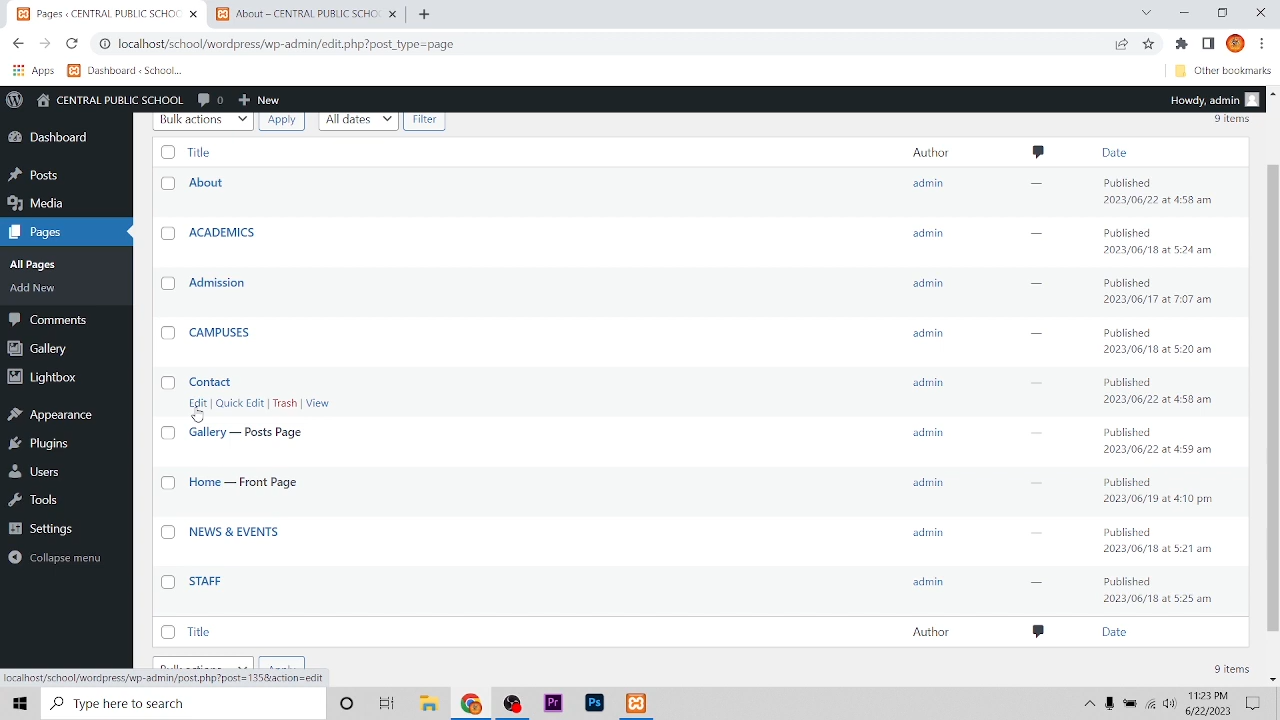 Pages ‹ CENTRAL PUBLIC SCHOOL
About – CENTRAL PUBLIC SCHOO
localhost/school/wordpress/wp-admin/edit.php?post_type=page
Apps
Dashboard ‹ School...
Other bookmarks
CENTRAL PUBLIC SCHOOL
0
New
Howdy, admin
Bulk actions
Apply
All dates
Filter
9 items
Dashboard
Posts
Media
Pages
All Pages
Add New
Comments
Gallery
Lightbox
Appearance
Plugins
Users
Tools
Settings
Collapse menu
Title Author Date
About admin — Published
2023/06/22 at 4:58 am
ACADEMICS admin — Published
2023/06/18 at 5:24 am
Admission admin — Published
2023/06/17 at 7:07 am
CAMPUSES admin — Published
2023/06/18 at 5:20 am
Contact admin — Published
Edit | Quick Edit | Trash | View 2023/06/22 at 4:58 am
Gallery — Posts Page admin — Published
2023/06/22 at 4:59 am
Home — Front Page admin — Published
2023/06/19 at 4:10 pm
NEWS & EVENTS admin — Published
2023/06/18 at 5:21 am
STAFF admin — Published
2023/06/18 at 5:25 am
Title Author Date
Bulk actions
Apply
9 items
localhost/school/wordpress/wp-admin/post.php?post=135&action=edit
Type here to search
Pr
Ps
11:23 PM
6/22/2023